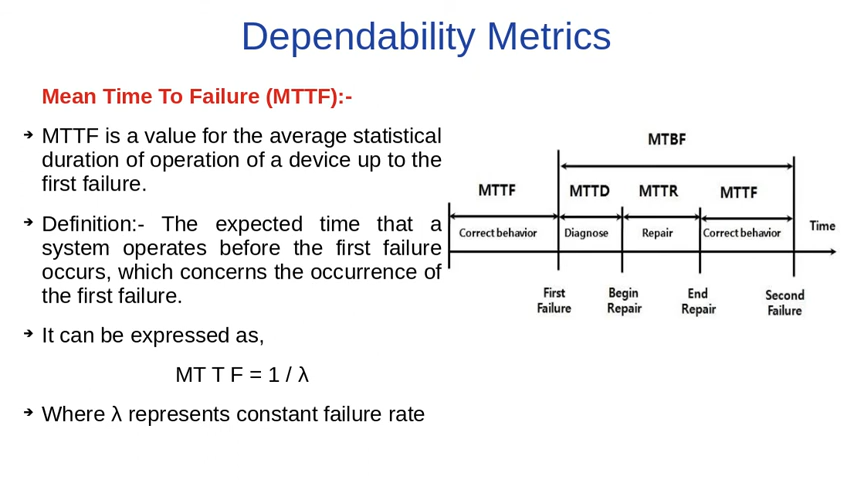 Dependability Metrics
Mean Time To Failure (MTTF):-
➔ MTTF is a value for the average statistical
duration of operation of a device up to the
first failure.
➔ Definition:- The expected time that a
system operates before the first failure
occurs, which concerns the occurrence of
the first failure.
➔ It can be expressed as,
MT T F = 1 / λ
➔ Where λ represents constant failure rate
MTBF
MTTF MTTD MTTR MTTF
Correct behavior Diagnose Repair Correct behavior Time
First Begin End Second
Failure Repair Repair Failure